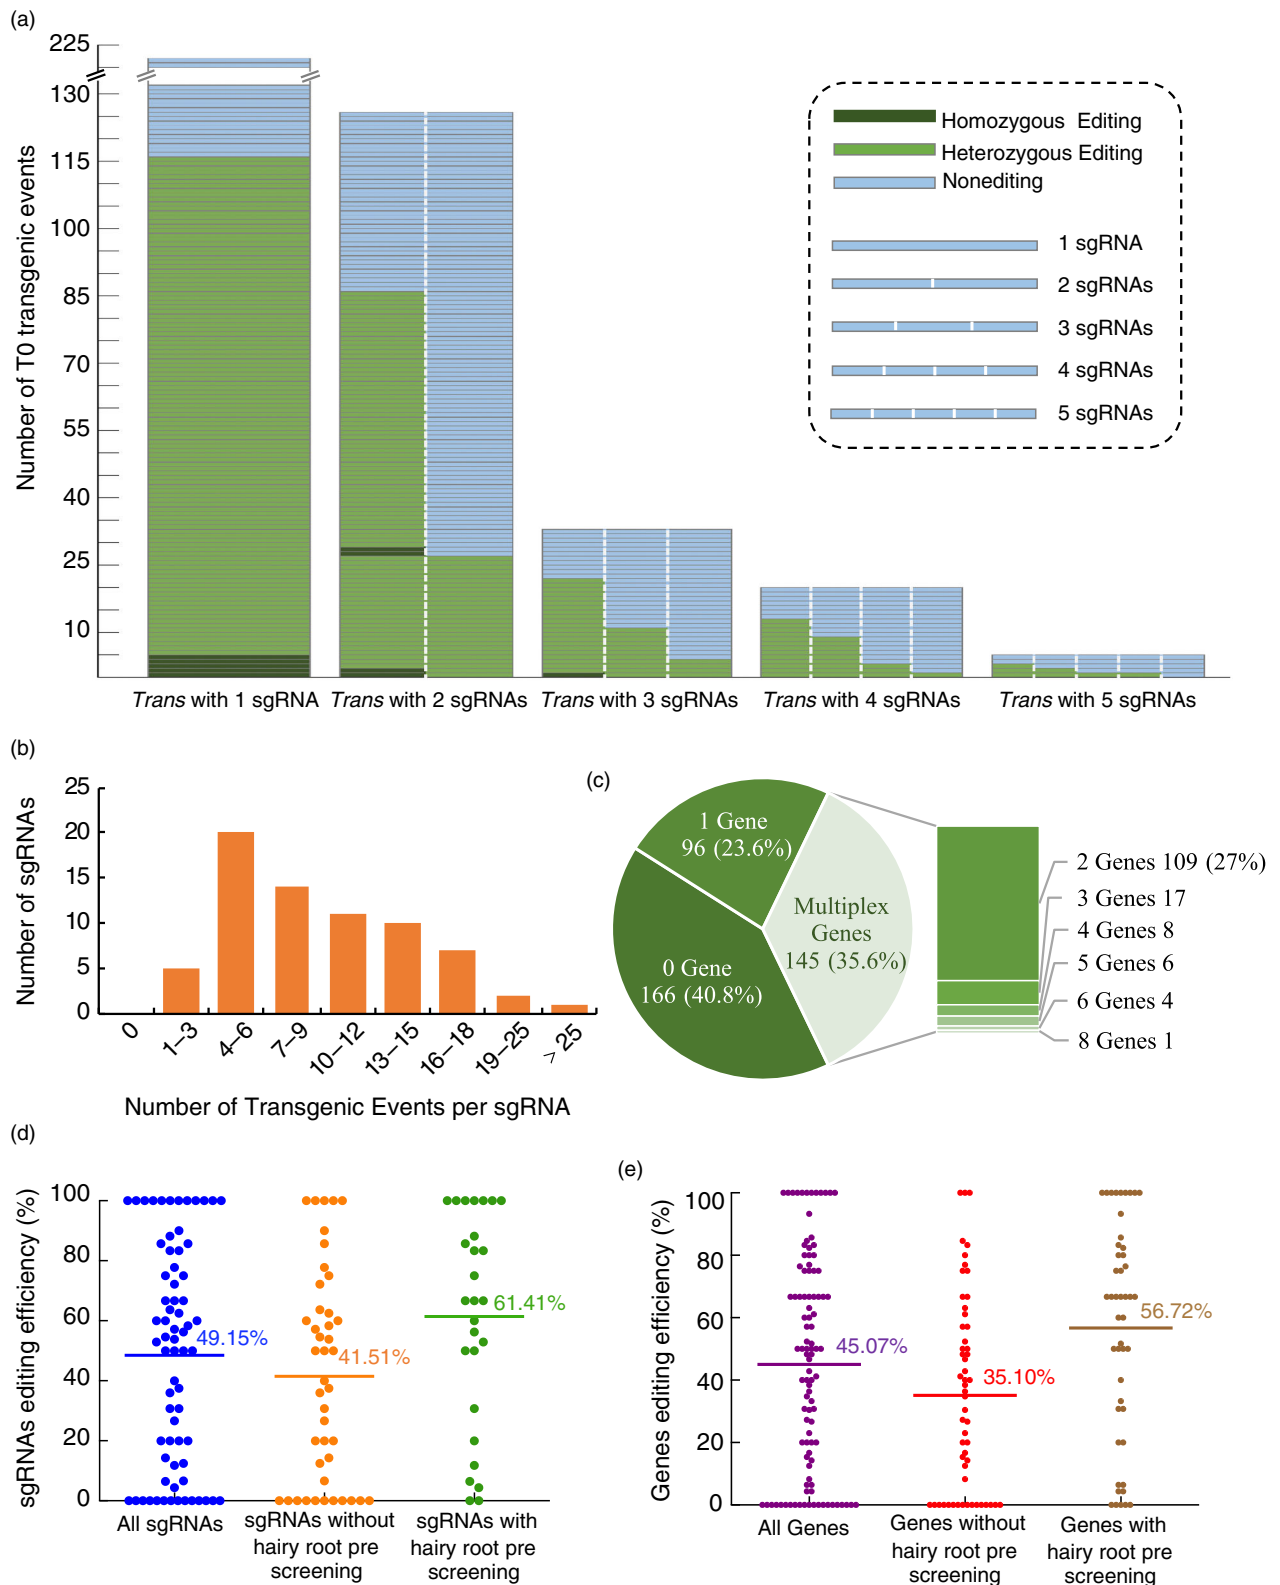 (a)
225
130
115
100
85
70
55
40
25
10
Number of T0 transgenic events
Homozygous Editing
Heterozygous Editing
Nonediting
1 sgRNA
2 sgRNAs
3 sgRNAs
4 sgRNAs
5 sgRNAs
Trans with 1 sgRNA
Trans with 2 sgRNAs
Trans with 3 sgRNAs
Trans with 4 sgRNAs
Trans with 5 sgRNAs
(b)
25
20
15
10
5
0
Number of sgRNAs
0
1–3
4–6
7–9
10–12
13–15
16–18
19–25
> 25
Number of Transgenic Events per sgRNA
(c)
1 Gene
96 (23.6%)
Multiplex
Genes
145 (35.6%)
0 Gene
166 (40.8%)
2 Genes 109 (27%)
3 Genes 17
4 Genes 8
5 Genes 6
6 Genes 4
8 Genes 1
(d)
100
80
60
40
20
0
sgRNAs editing efficiency (%)
49.15%
41.51%
61.41%
All sgRNAs
sgRNAs without
hairy root pre
screening
sgRNAs with
hairy root pre
screening
(e)
100
80
60
40
20
0
Genes editing efficiency (%)
45.07%
35.10%
56.72%
All Genes
Genes without
hairy root pre
screening
Genes with
hairy root pre
screening